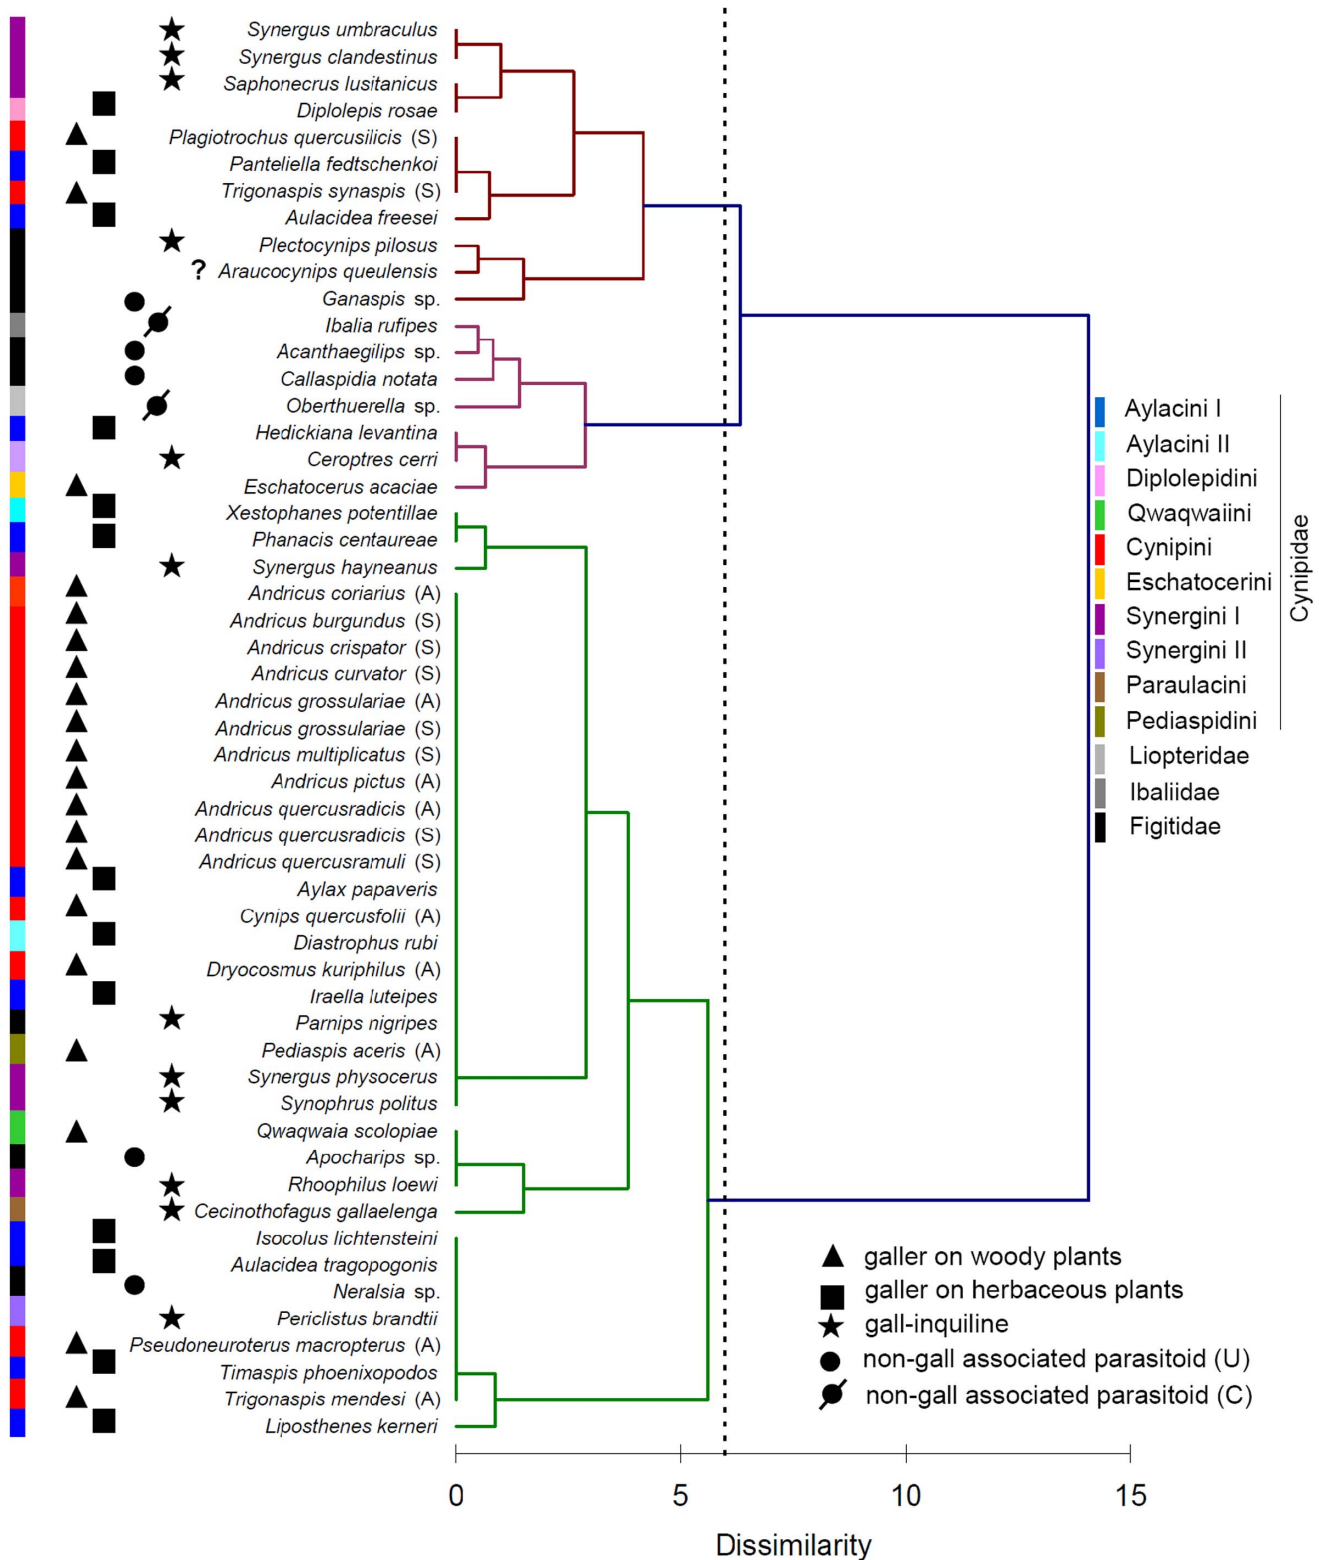 Synergus umbraculus
Synergus clandestinus
Saphonecrus lusitanicus
Diplolepis rosae
Plagiotrochus quercusilicis (S)
Panteliella fedtschenkoi
Trigonaspis synaspis (S)
Aulacidea freesei
Plectocynips pilosus
? Araucocynips queulensis
Ganaspis sp.
Ibalia rufipes
Acanthaegilips sp.
Callaspidia notata
Oberthuerella sp.
Hedickiana levantina
Ceroptres cerri
Eschatocerus acaciae
Xestophanes potentillae
Phanacis centaureae
Synergus hayneanus
Andricus coriarius (A)
Andricus burgundus (S)
Andricus crispator (S)
Andricus curvator (S)
Andricus grossulariae (A)
Andricus grossulariae (S)
Andricus multiplicatus (S)
Andricus pictus (A)
Andricus quercusradicis (A)
Andricus quercusradicis (S)
Andricus quercusramuli (S)
Aylax papaveris
Cynips quercusfolii (A)
Diastrophus rubi
Dryocosmus kuriphilus (A)
Iraella luteipes
Parnips nigripes
Pediaspis aceris (A)
Synergus physocerus
Synophrus politus
Qwaqwaia scolopiae
Apocharips sp.
Rhoophilus loewi
Cecinothofagus gallaelenga
Isocolus lichtensteini
Aulacidea tragopogonis
Neralsia sp.
Periclistus brandtii
Pseudoneuroterus macropterus (A)
Timaspis phoenixopodos
Trigonaspis mendesi (A)
Liposthenes kerneri
Aylacini I
Aylacini II
Diplolepidini
Qwaqwaiini
Cynipini
Eschatocerini
Synergini I
Synergini II
Paraulacini
Pediaspidini
Liopteridae
Ibaliidae
Figitidae
Cynipidae
galler on woody plants
galler on herbaceous plants
gall-inquiline
non-gall associated parasitoid (U)
non-gall associated parasitoid (C)
0 5 10 15
Dissimilarity